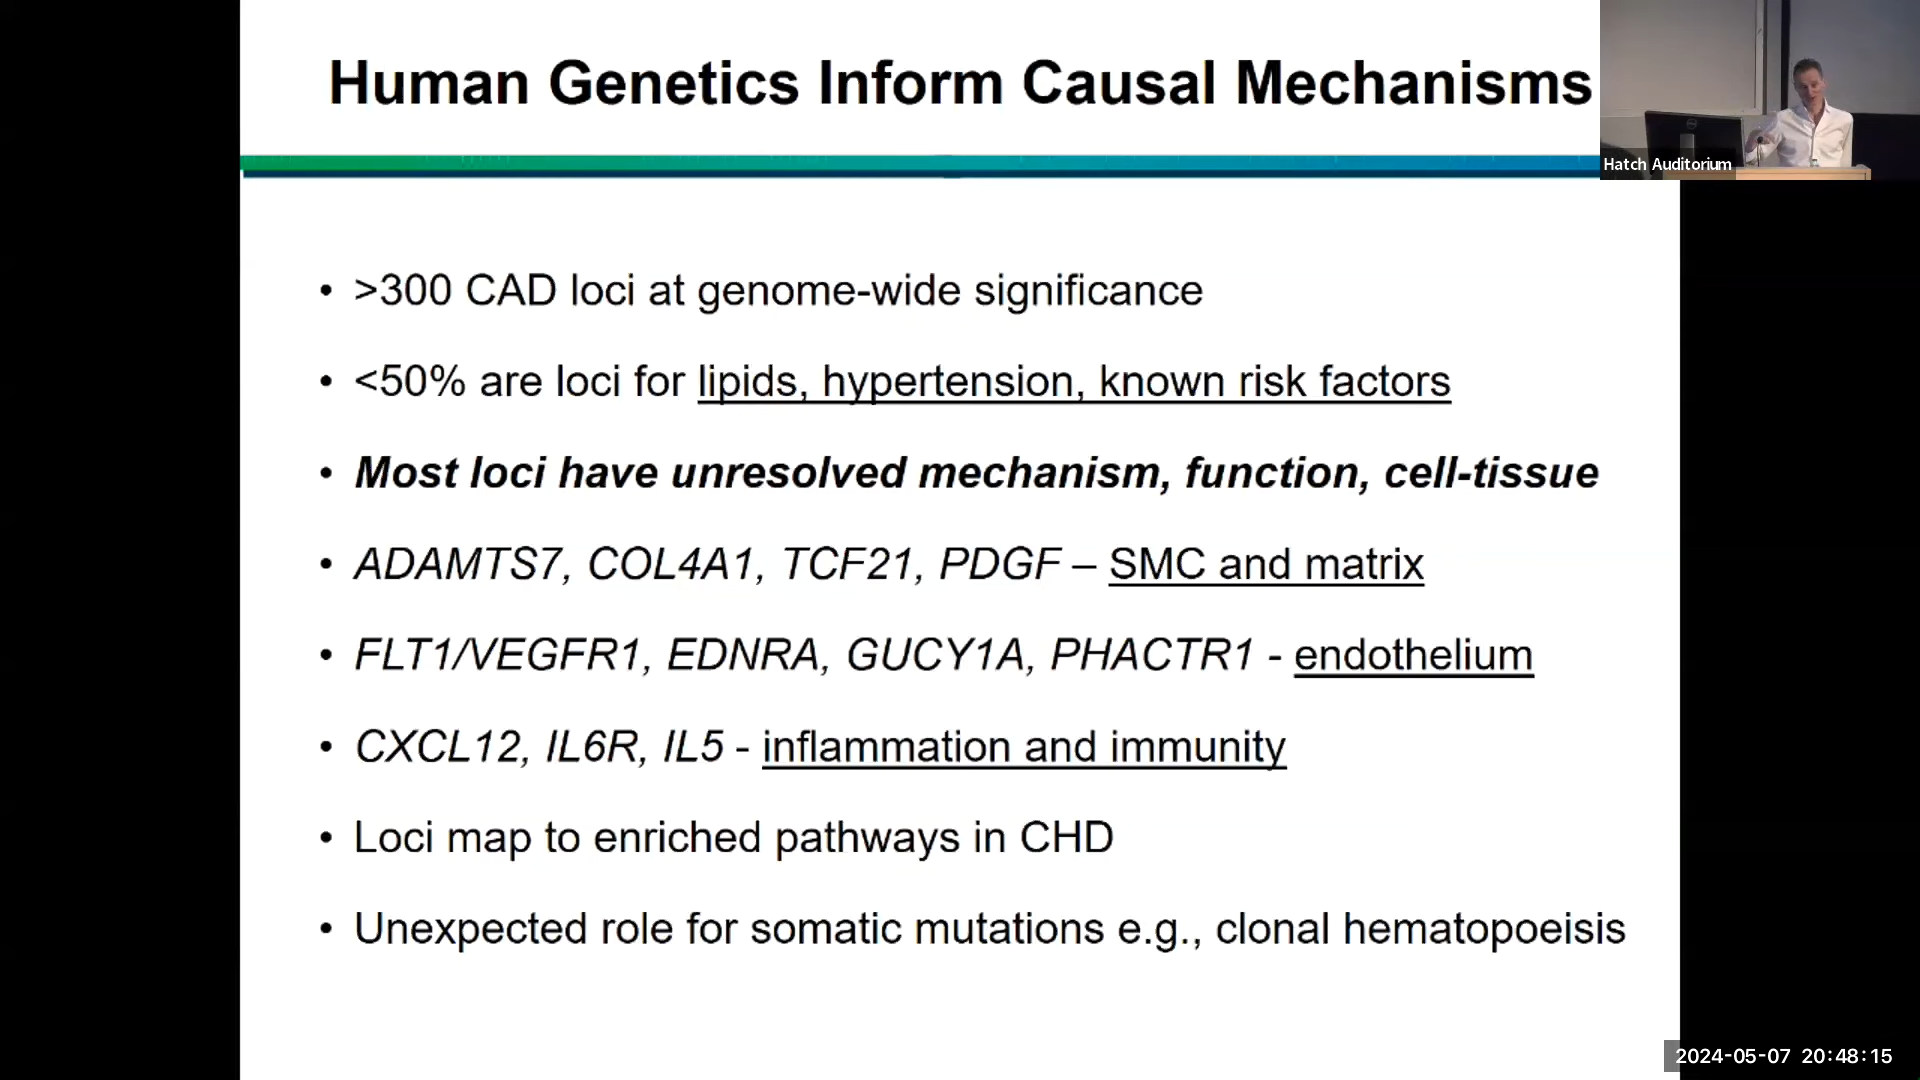 Human Genetics Inform Causal Mechanisms
Hatch Auditorium
• >300 CAD loci at genome-wide significance
• <50% are loci for lipids, hypertension, known risk factors
• Most loci have unresolved mechanism, function, cell-tissue
• ADAMTS7, COL4A1, TCF21, PDGF – SMC and matrix
• FLT1/VEGFR1, EDNRA, GUCY1A, PHACTR1 - endothelium
• CXCL12, IL6R, IL5 - inflammation and immunity
• Loci map to enriched pathways in CHD
• Unexpected role for somatic mutations e.g., clonal hematopoeisis
2024-05-07 20:48:15